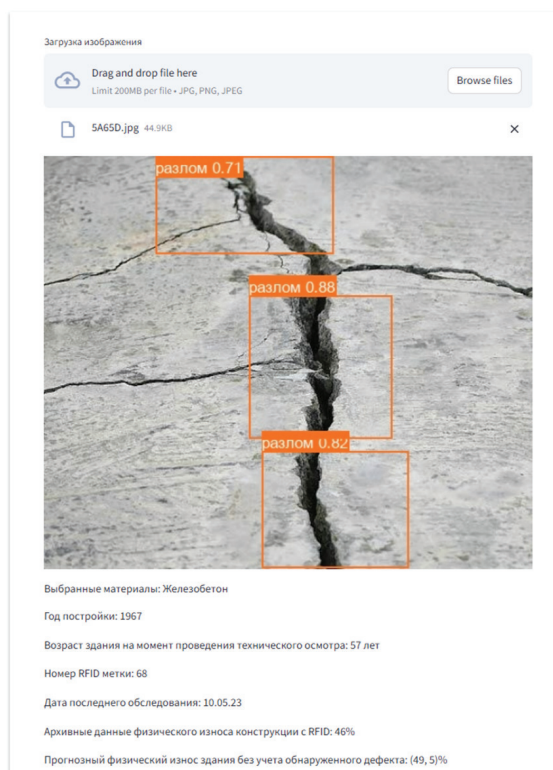 Загрузка изображения
Drag and drop file here
Browse files
Limit 200MB per file • JPG, PNG, JPEG
5A65D.jpg 44.9KB
разлом 0.71
разлом 0.88
разлом 0.82
Выбранные материалы: Железобетон
Год постройки: 1967
Возраст здания на момент проведения технического осмотра: 57 лет
Номер RFID метки: 68
Дата последнего обследования: 10.05.23
Архивные данные физического износа конструкции с RFID: 46%
Прогнозный физический износ здания без учета обнаруженного дефекта: (49, 5)%